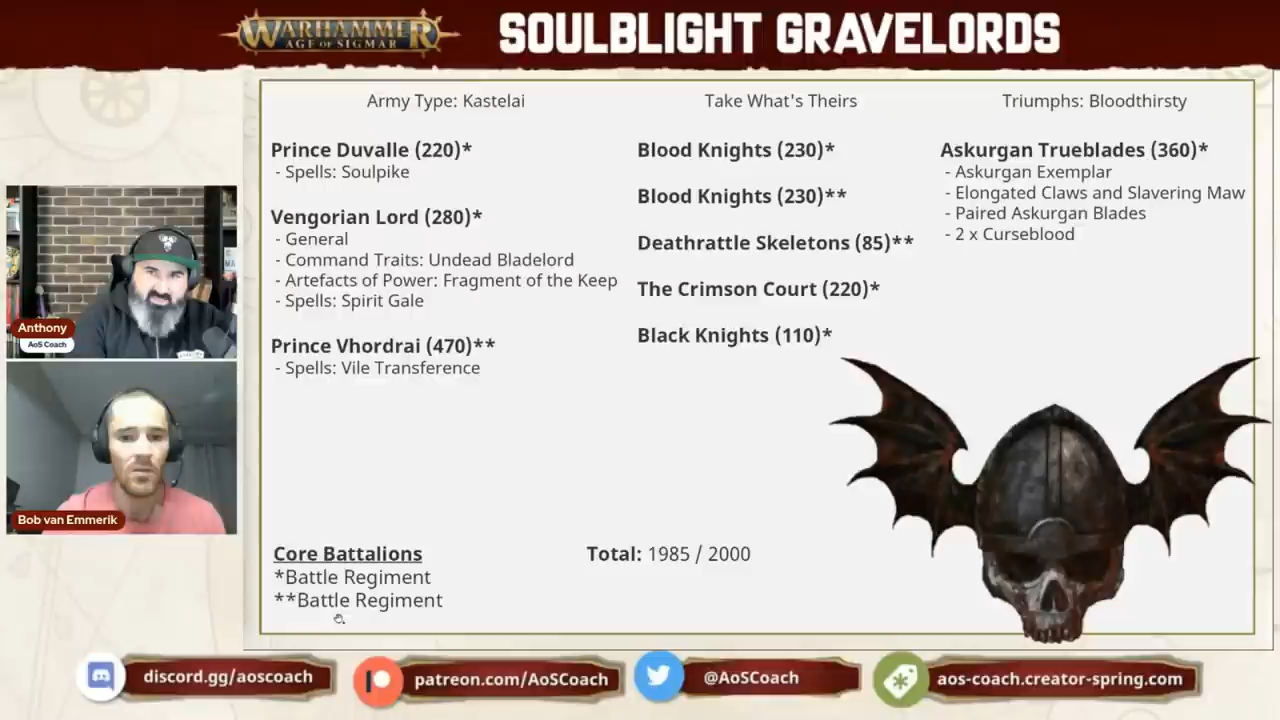 WARHAMMER
AGE OF SIGMAR
SOULBLIGHT GRAVELORDS
Army Type: Kastelai
Take What's Theirs
Triumphs: Bloodthirsty
Prince Duvalle (220)*
- Spells: Soulpike
Vengorian Lord (280)*
- General
- Command Traits: Undead Bladelord
- Artefacts of Power: Fragment of the Keep
- Spells: Spirit Gale
Prince Vhordrai (470)**
- Spells: Vile Transference
Blood Knights (230)*
Blood Knights (230)**
Deathrattle Skeletons (85)**
The Crimson Court (220)*
Black Knights (110)*
Askurgan Trueblades (360)*
- Askurgan Exemplar
- Elongated Claws and Slavering Maw
- Paired Askurgan Blades
- 2 x Curseblood
Anthony
AoS Coach
Bob van Emmerik
Core Battalions
*Battle Regiment
**Battle Regiment
Total: 1985 / 2000
discord.gg/aoscoach
patreon.com/AoSCoach
@AoSCoach
aos-coach.creator-spring.com